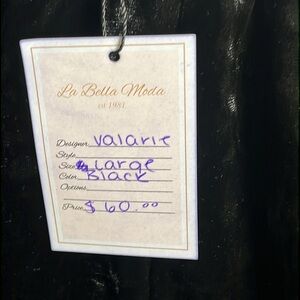 La Bella Moda
est 1981
Designer Valarie
Style
Size Large
Color Black
Options
Price $60.00